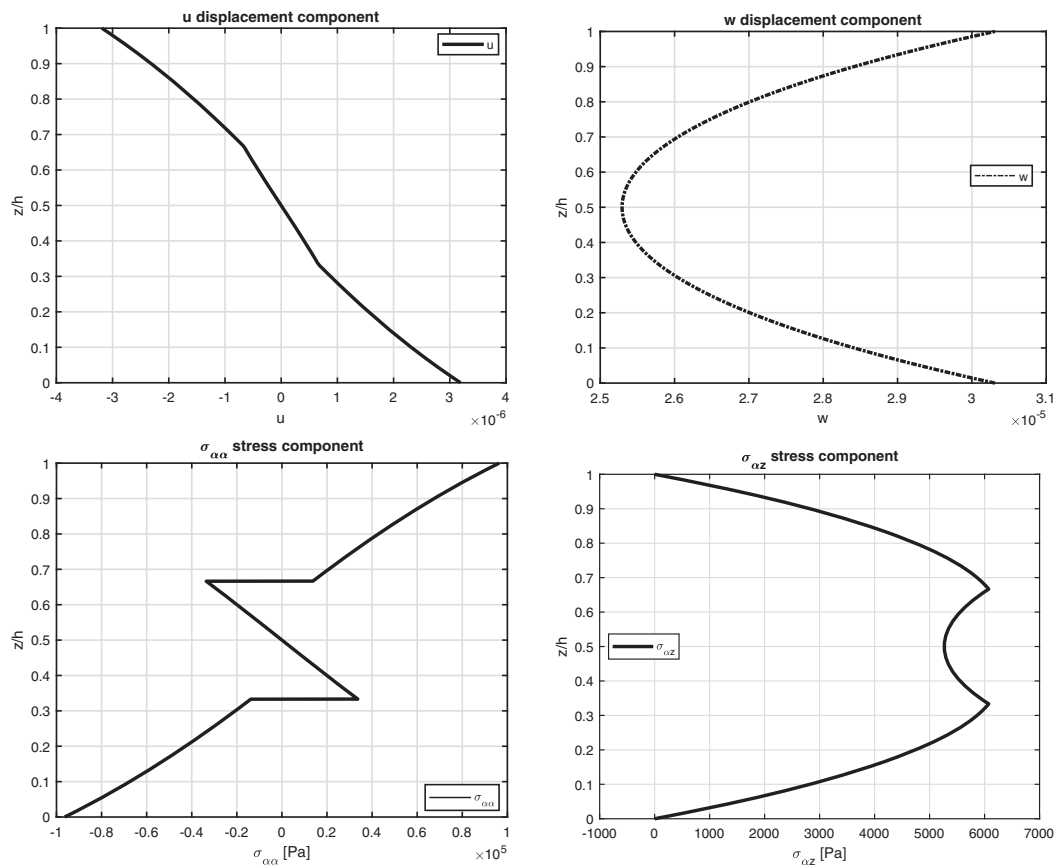 u displacement component
u
z/h
1
0.9
0.8
0.7
0.6
0.5
0.4
0.3
0.2
0.1
0
-4 -3 -2 -1 0 1 2 3 4
u
×10⁻⁶
w displacement component
w
z/h
1
0.9
0.8
0.7
0.6
0.5
0.4
0.3
0.2
0.1
0
2.5 2.6 2.7 2.8 2.9 3 3.1
w
×10⁻⁵
σαα stress component
σαα
z/h
1
0.9
0.8
0.7
0.6
0.5
0.4
0.3
0.2
0.1
0
-1 -0.8 -0.6 -0.4 -0.2 0 0.2 0.4 0.6 0.8 1
σαα [Pa]
×10⁵
σαz stress component
σαz
z/h
1
0.9
0.8
0.7
0.6
0.5
0.4
0.3
0.2
0.1
0
-1000 0 1000 2000 3000 4000 5000 6000 7000
σαz [Pa]